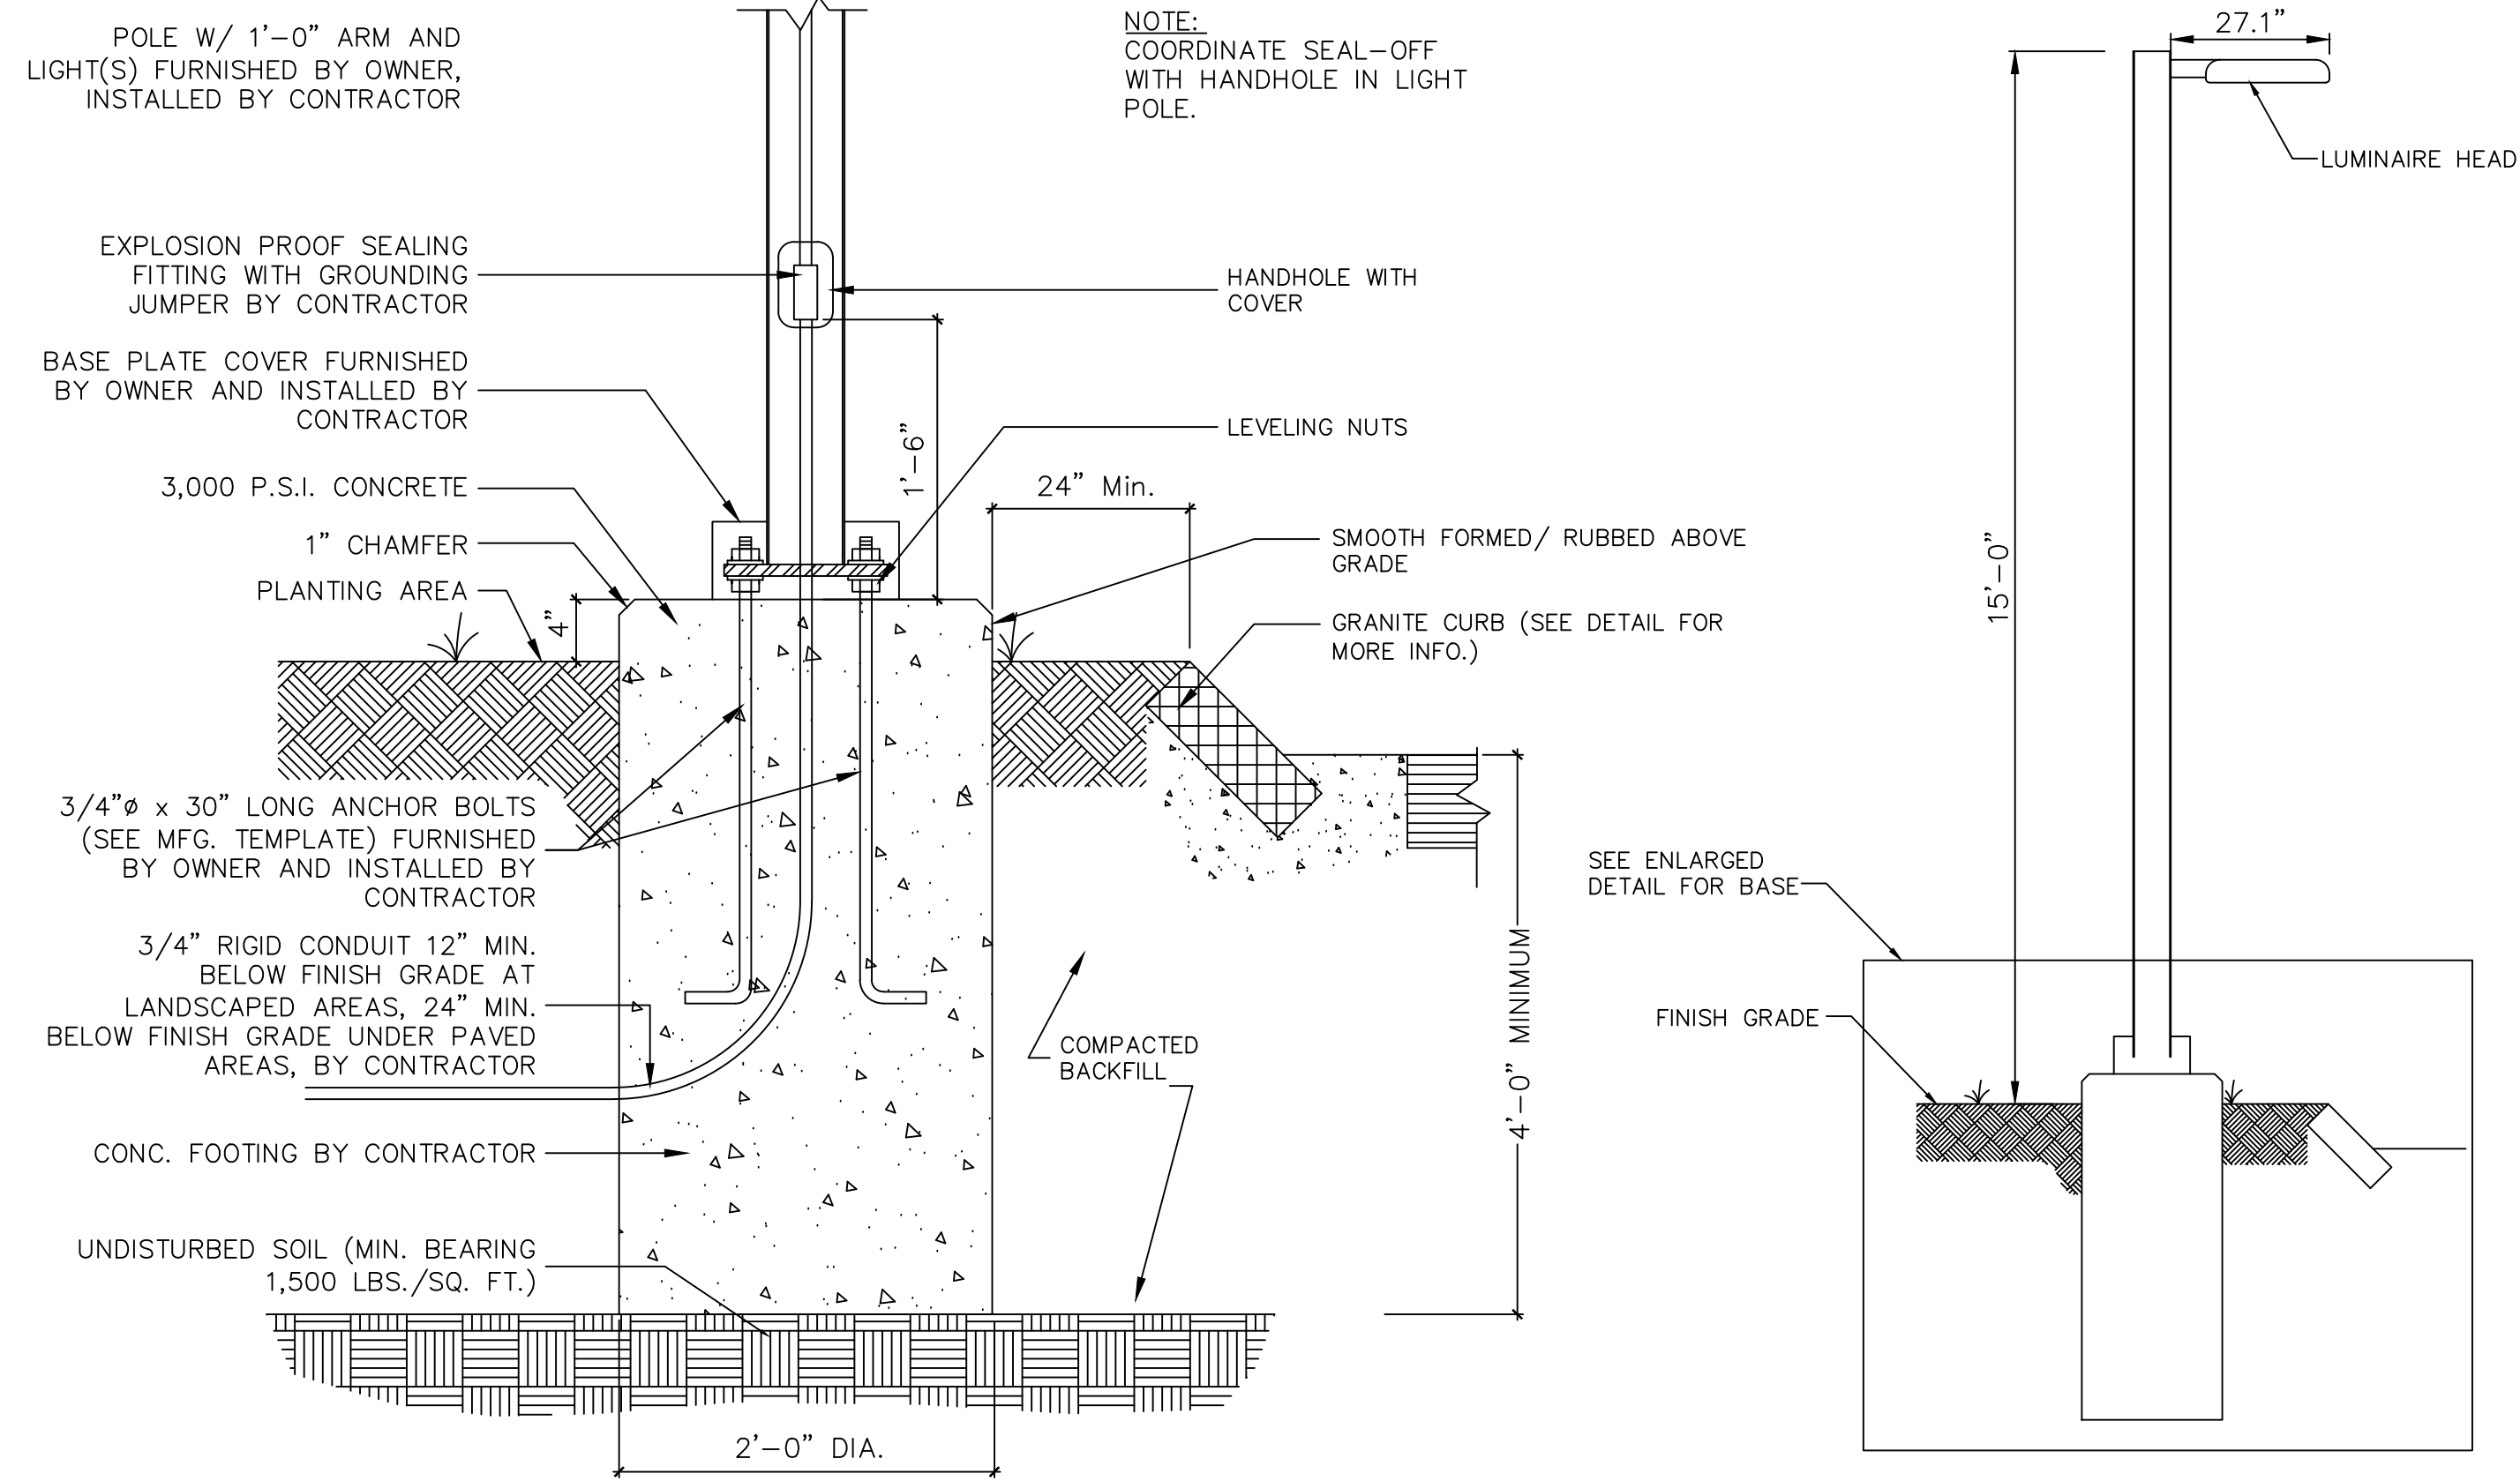 POLE W/ 1'-0" ARM AND
LIGHT(S) FURNISHED BY OWNER,
INSTALLED BY CONTRACTOR
NOTE:
COORDINATE SEAL-OFF
WITH HANDHOLE IN LIGHT
POLE.
EXPLOSION PROOF SEALING
FITTING WITH GROUNDING
JUMPER BY CONTRACTOR
HANDHOLE WITH
COVER
BASE PLATE COVER FURNISHED
BY OWNER AND INSTALLED BY
CONTRACTOR
1'-6"
LEVELING NUTS
3,000 P.S.I. CONCRETE
24" Min.
1" CHAMFER
SMOOTH FORMED/ RUBBED ABOVE
GRADE
PLANTING AREA
4"
GRANITE CURB (SEE DETAIL FOR
MORE INFO.)
3/4"ø x 30" LONG ANCHOR BOLTS
(SEE MFG. TEMPLATE) FURNISHED
BY OWNER AND INSTALLED BY
CONTRACTOR
3/4" RIGID CONDUIT 12" MIN.
BELOW FINISH GRADE AT
LANDSCAPED AREAS, 24" MIN.
BELOW FINISH GRADE UNDER PAVED
AREAS, BY CONTRACTOR
COMPACTED
BACKFILL
4'-0" MINIMUM
CONC. FOOTING BY CONTRACTOR
UNDISTURBED SOIL (MIN. BEARING
1,500 LBS./SQ. FT.)
2'-0" DIA.
27.1"
LUMINAIRE HEAD
15'-0"
SEE ENLARGED
DETAIL FOR BASE
FINISH GRADE